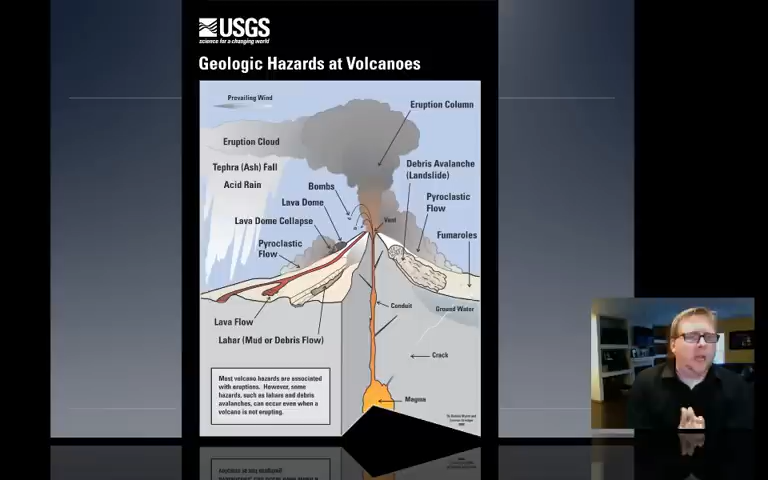 USGS
science for a changing world
Geologic Hazards at Volcanoes
Prevailing Wind
Eruption Column
Eruption Cloud
Tephra (Ash) Fall
Acid Rain
Debris Avalanche
(Landslide)
Bombs
Lava Dome
Pyroclastic
Flow
Vent
Lava Dome Collapse
Fumaroles
Pyroclastic
Flow
Conduit
Ground Water
Lava Flow
Lahar (Mud or Debris Flow)
Crack
Most volcano hazards are associated
with eruptions. However, some
hazards, such as lahars and debris
avalanches, can occur even when a
volcano is not erupting.
Magma